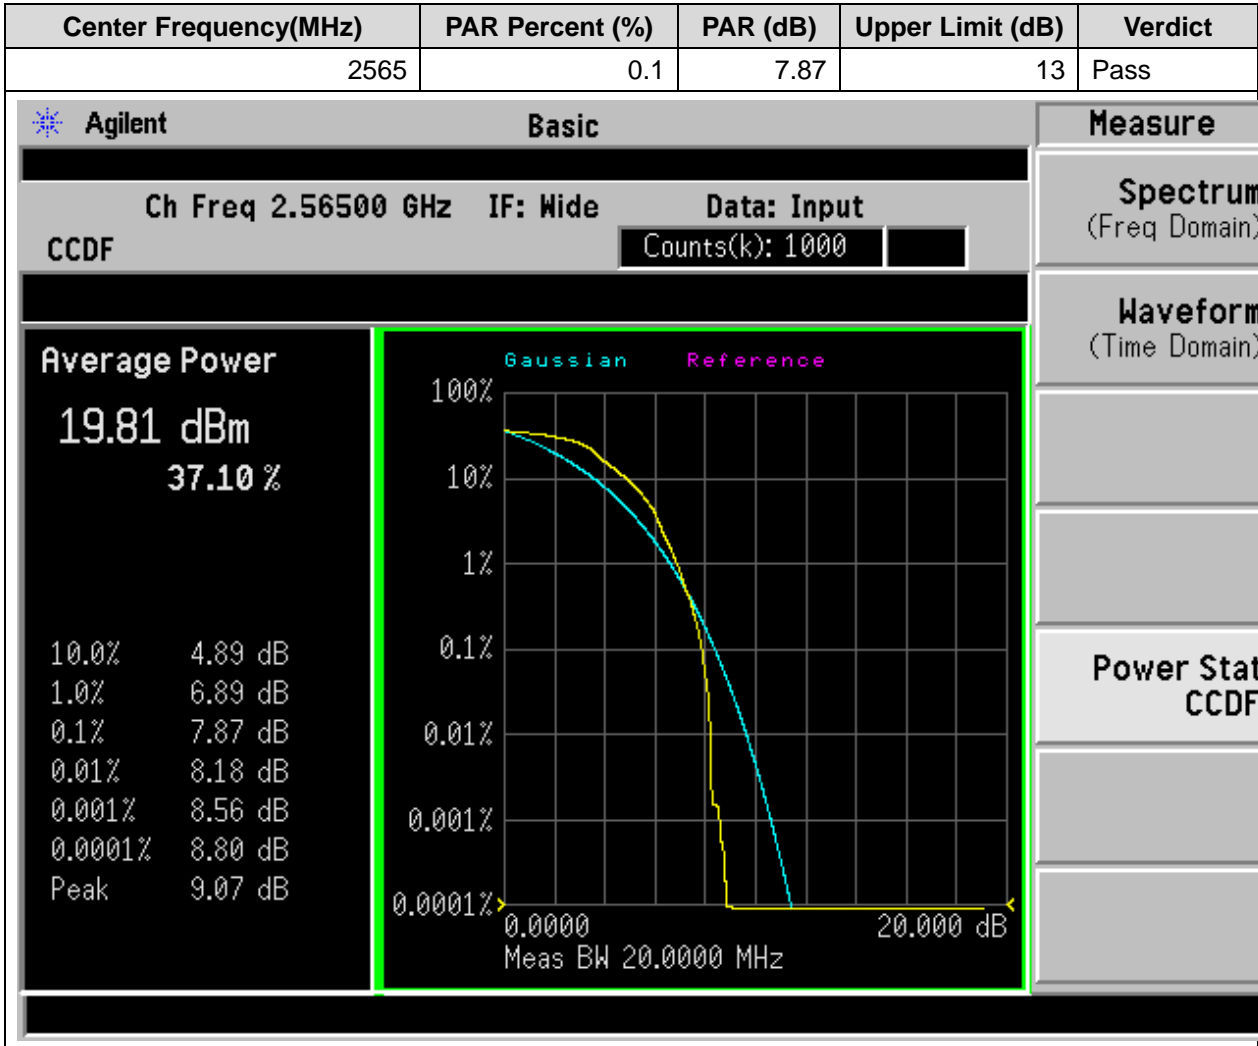 Center Frequency(MHz) PAR Percent (%) PAR (dB) Upper Limit (dB) Verdict
2565 0.1 7.87 13 Pass
Agilent Basic Measure
Ch Freq 2.56500 GHz IF: Wide Data: Input
CCDF Counts(k): 1000
Spectrum
(Freq Domain)
Waveform
(Time Domain)
Power Stat
CCDF
Average Power
19.81 dBm
37.10 %
10.0% 4.89 dB
1.0% 6.89 dB
0.1% 7.87 dB
0.01% 8.18 dB
0.001% 8.56 dB
0.0001% 8.80 dB
Peak 9.07 dB
Gaussian Reference
100%
10%
1%
0.1%
0.01%
0.001%
0.0001%
0.0000 20.000 dB
Meas BW 20.0000 MHz